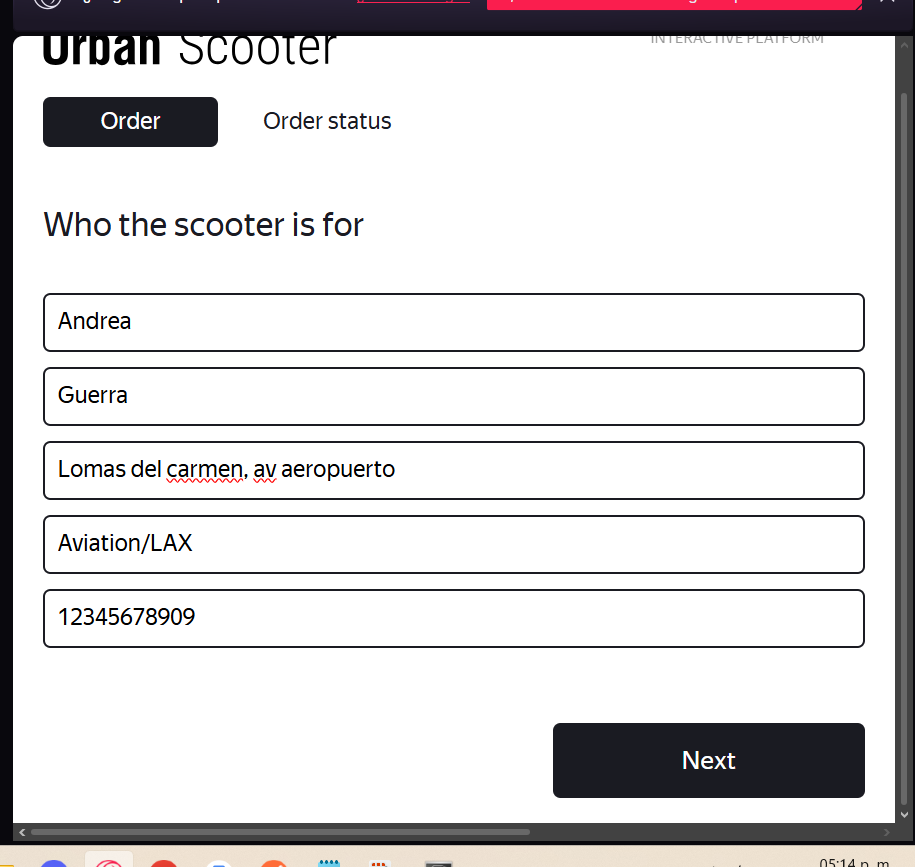 Urban Scooter
INTERACTIVE PLATFORM
Order
Order status
Who the scooter is for
Andrea
Guerra
Lomas del carmen, av aeropuerto
Aviation/LAX
12345678909
Next
05:14 p. m.